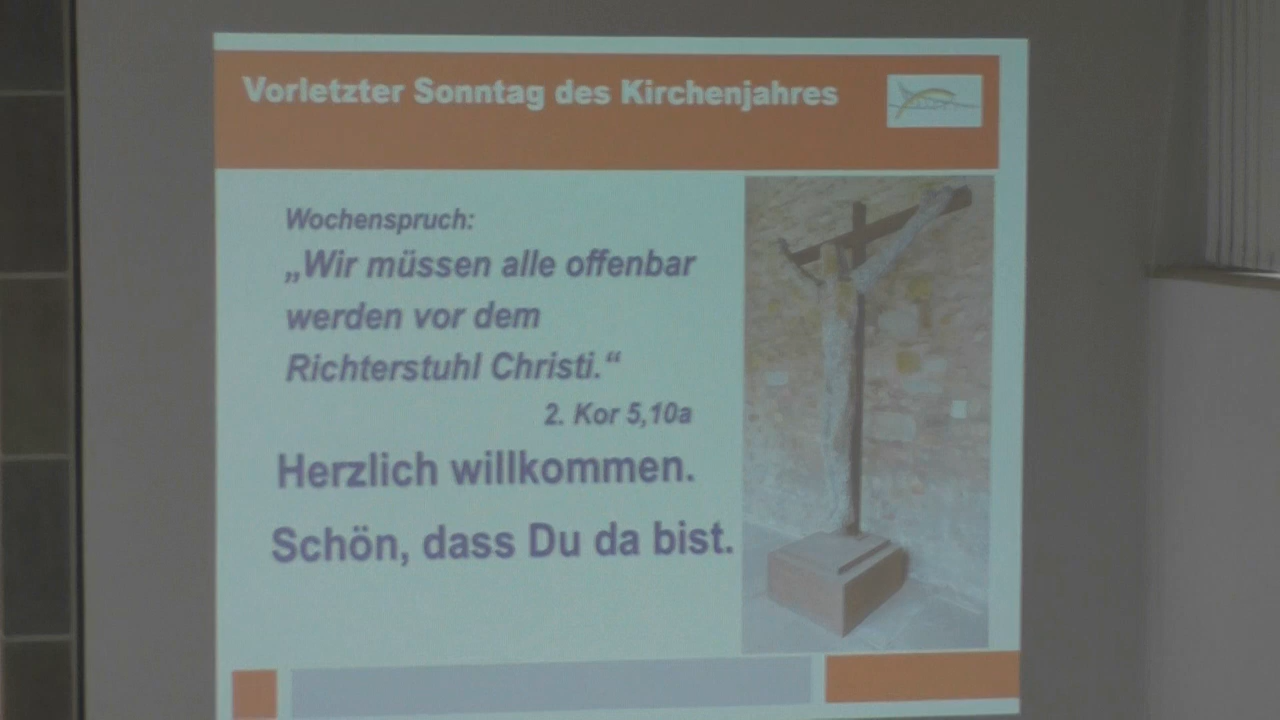 Vorletzter Sonntag des Kirchenjahres
Wochenspruch:
„Wir müssen alle offenbar
werden vor dem
Richterstuhl Christi.“
2. Kor 5,10a
Herzlich willkommen.
Schön, dass Du da bist.